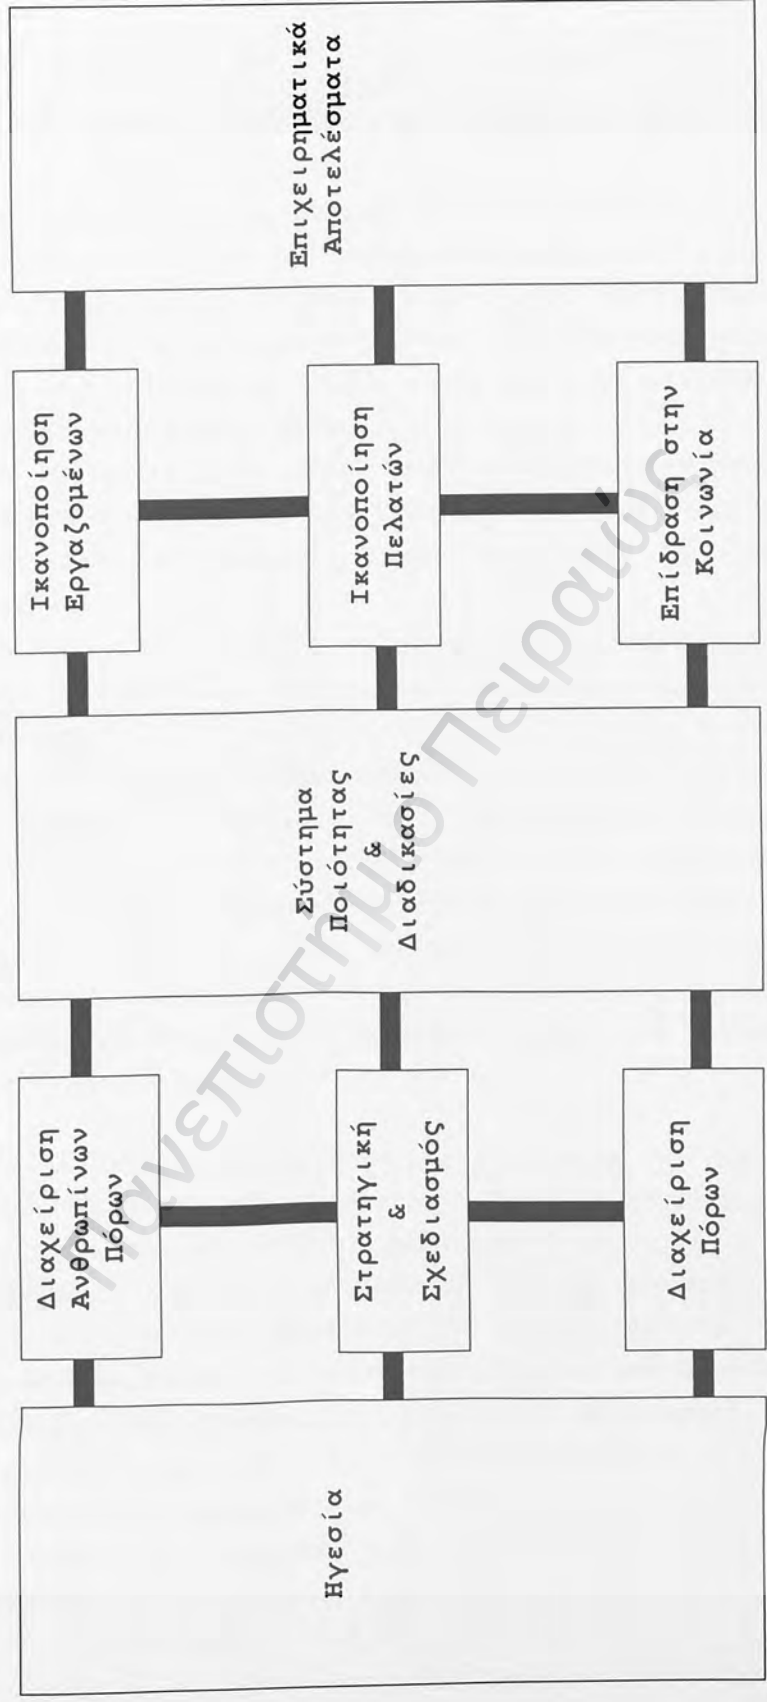 Ηγεσία
Διαχείριση
Ανθρωπίνων
Πόρων
Στρατηγική
&
Σχεδιασμός
Διαχείριση
Πόρων
Σύστημα
Ποιότητας
&
Διαδικασίες
Ικανοποίηση
Εργαζομένων
Ικανοποίηση
Πελατών
Επίδραση στην
Κοινωνία
Επιχειρηματικά
Αποτελέσματα
Πανεπιστήμιο Πειραιώς